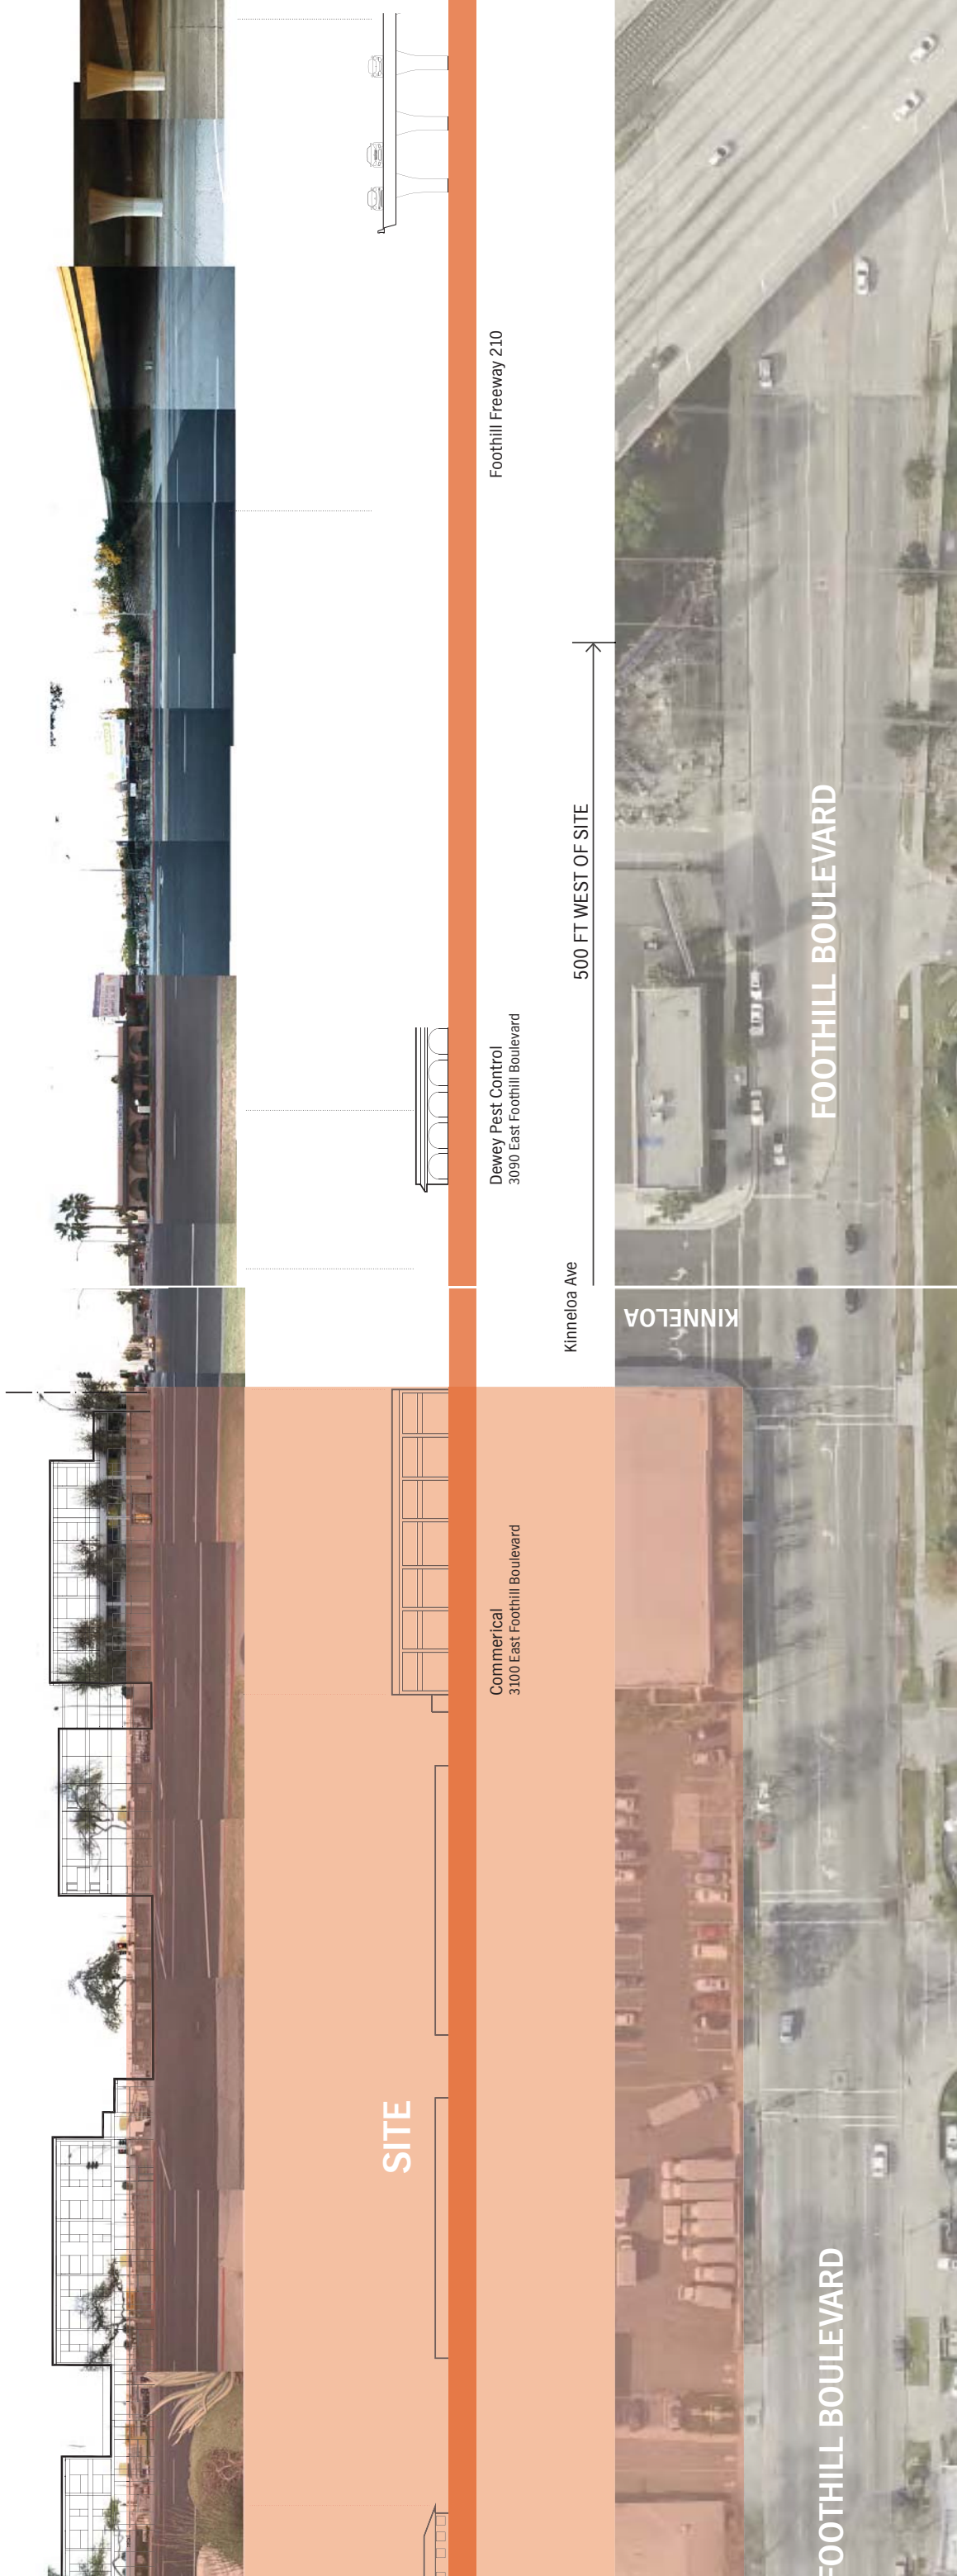 Foothill Freeway 210
500 FT WEST OF SITE
FOOTHILL BOULEVARD
Dewey Pest Control
3090 East Foothill Boulevard
Kinneloa Ave
KINNELOA
Commerical
3100 East Foothill Boulevard
SITE
FOOTHILL BOULEVARD